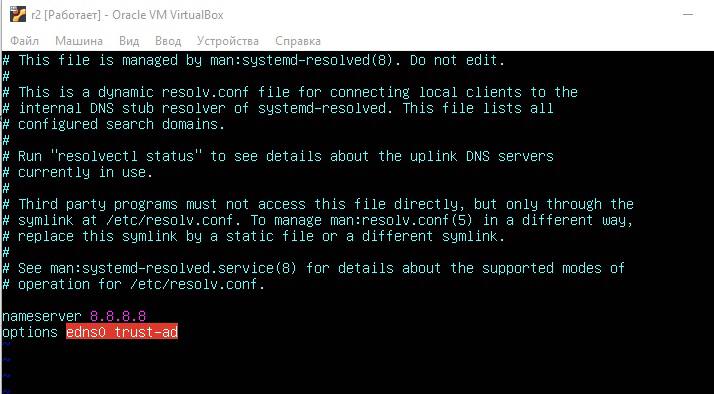 r2 [Работает] - Oracle VM VirtualBox
Файл Машина Вид Ввод Устройства Справка
# This file is managed by man:systemd-resolved(8). Do not edit.
#
# This is a dynamic resolv.conf file for connecting local clients to the
# internal DNS stub resolver of systemd-resolved. This file lists all
# configured search domains.
#
# Run "resolvectl status" to see details about the uplink DNS servers
# currently in use.
#
# Third party programs must not access this file directly, but only through the
# symlink at /etc/resolv.conf. To manage man:resolv.conf(5) in a different way,
# replace this symlink by a static file or a different symlink.
#
# See man:systemd-resolved.service(8) for details about the supported modes of
# operation for /etc/resolv.conf.
nameserver 8.8.8.8
options edns0 trust-ad
~
~
~
~